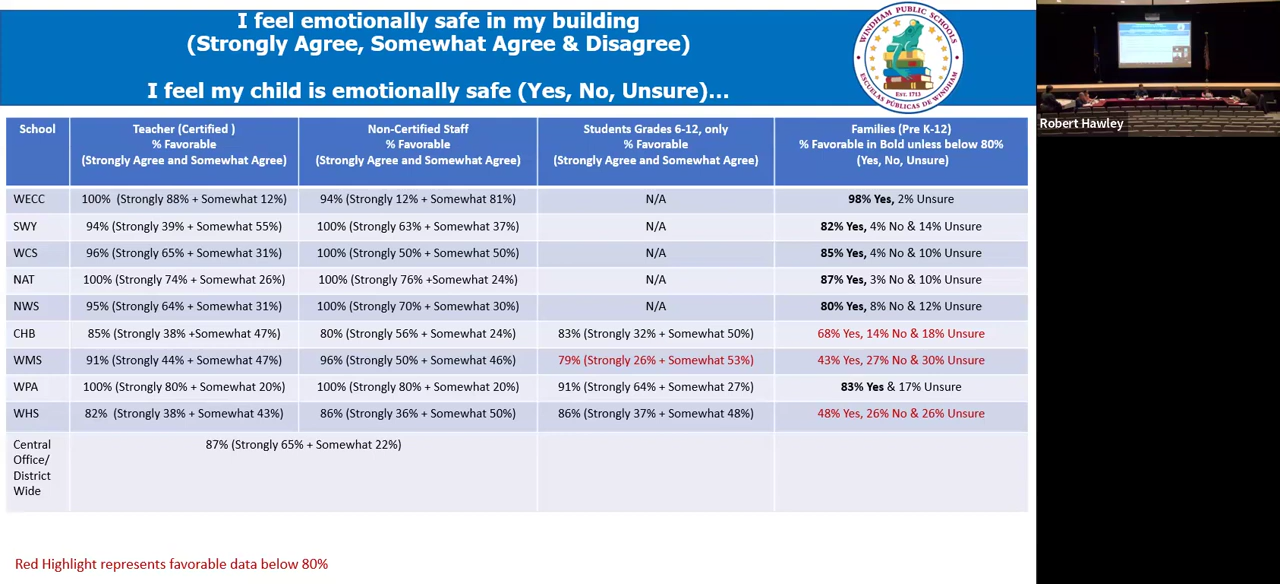 I feel emotionally safe in my building
(Strongly Agree, Somewhat Agree & Disagree)
I feel my child is emotionally safe (Yes, No, Unsure)...
WINDHAM PUBLIC SCHOOLS
EST. 1713
ESCUELAS PÚBLICAS DE WINDHAM
Robert Hawley
School
Teacher (Certified )
% Favorable
(Strongly Agree and Somewhat Agree)
Non-Certified Staff
% Favorable
(Strongly Agree and Somewhat Agree)
Students Grades 6-12, only
% Favorable
(Strongly Agree and Somewhat Agree)
Families (Pre K-12)
% Favorable in Bold unless below 80%
(Yes, No, Unsure)
WECC 100% (Strongly 88% + Somewhat 12%) 94% (Strongly 12% + Somewhat 81%) N/A 98% Yes, 2% Unsure
SWY 94% (Strongly 39% + Somewhat 55%) 100% (Strongly 63% + Somewhat 37%) N/A 82% Yes, 4% No & 14% Unsure
WCS 96% (Strongly 65% + Somewhat 31%) 100% (Strongly 50% + Somewhat 50%) N/A 85% Yes, 4% No & 10% Unsure
NAT 100% (Strongly 74% + Somewhat 26%) 100% (Strongly 76% +Somewhat 24%) N/A 87% Yes, 3% No & 10% Unsure
NWS 95% (Strongly 64% + Somewhat 31%) 100% (Strongly 70% + Somewhat 30%) N/A 80% Yes, 8% No & 12% Unsure
CHB 85% (Strongly 38% +Somewhat 47%) 80% (Strongly 56% + Somewhat 24%) 83% (Strongly 32% + Somewhat 50%) 68% Yes, 14% No & 18% Unsure
WMS 91% (Strongly 44% + Somewhat 47%) 96% (Strongly 50% + Somewhat 46%) 79% (Strongly 26% + Somewhat 53%) 43% Yes, 27% No & 30% Unsure
WPA 100% (Strongly 80% + Somewhat 20%) 100% (Strongly 80% + Somewhat 20%) 91% (Strongly 64% + Somewhat 27%) 83% Yes & 17% Unsure
WHS 82% (Strongly 38% + Somewhat 43%) 86% (Strongly 36% + Somewhat 50%) 86% (Strongly 37% + Somewhat 48%) 48% Yes, 26% No & 26% Unsure
Central
Office/
District
Wide
87% (Strongly 65% + Somewhat 22%)
Red Highlight represents favorable data below 80%